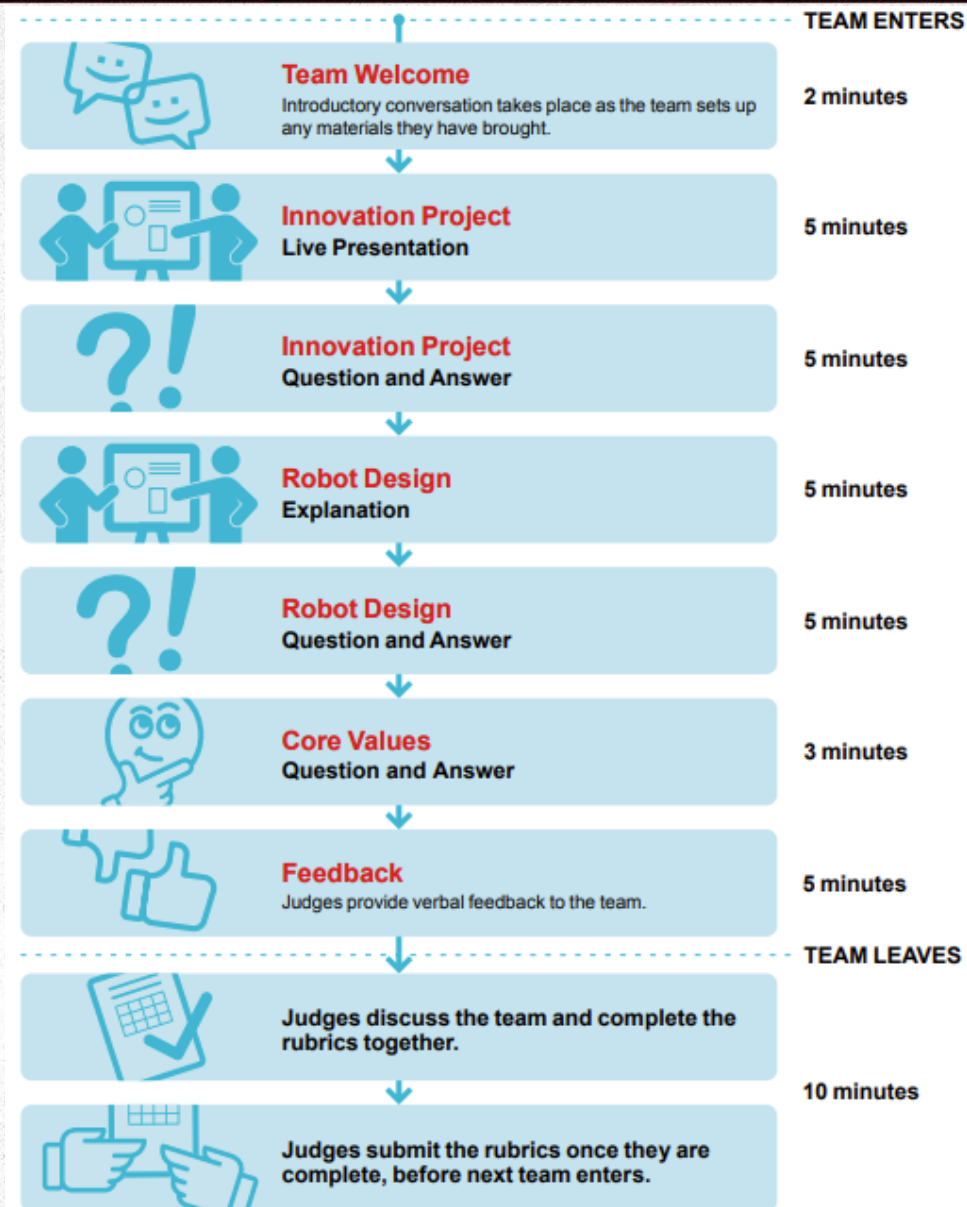 TEAM ENTERS
Team Welcome
Introductory conversation takes place as the team sets up
any materials they have brought.
2 minutes
Innovation Project
Live Presentation
5 minutes
Innovation Project
Question and Answer
5 minutes
Robot Design
Explanation
5 minutes
Robot Design
Question and Answer
5 minutes
Core Values
Question and Answer
3 minutes
Feedback
Judges provide verbal feedback to the team.
5 minutes
TEAM LEAVES
Judges discuss the team and complete the
rubrics together.
10 minutes
Judges submit the rubrics once they are
complete, before next team enters.